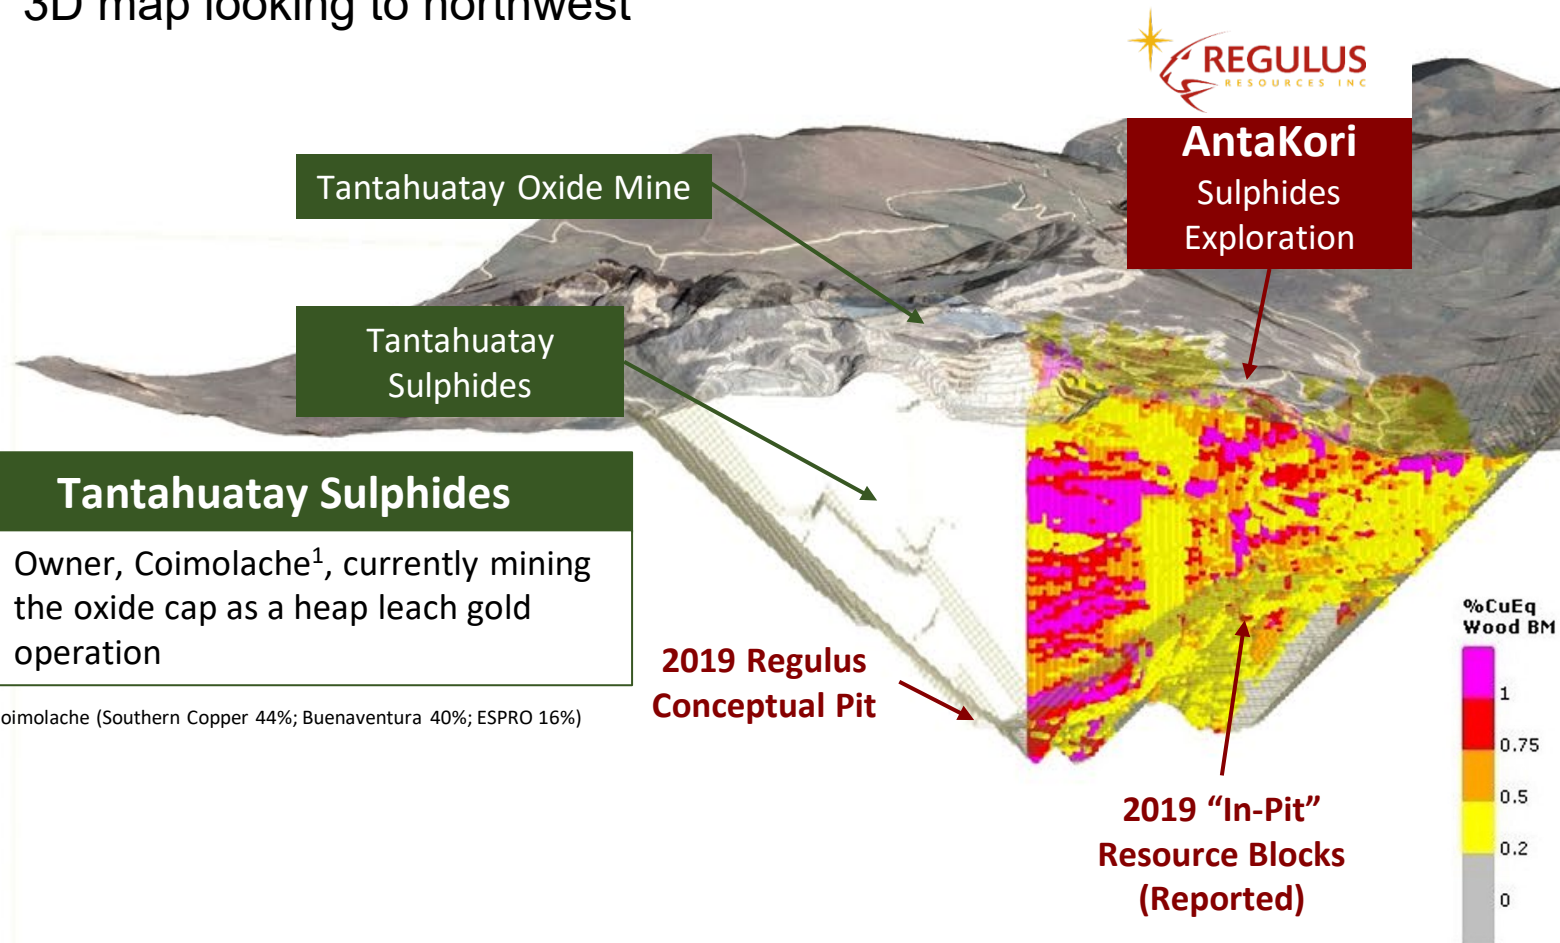 3D map looking to northwest
REGULUS
RESOURCES INC
AntaKori
Sulphides
Exploration
Tantahuatay Oxide Mine
Tantahuatay
Sulphides
Tantahuatay Sulphides
Owner, Coimolache¹, currently mining
the oxide cap as a heap leach gold
operation
oimolache (Southern Copper 44%; Buenaventura 40%; ESPRO 16%)
2019 Regulus
Conceptual Pit
2019 “In-Pit”
Resource Blocks
(Reported)
%CuEq
Wood BM
1
0.75
0.5
0.2
0